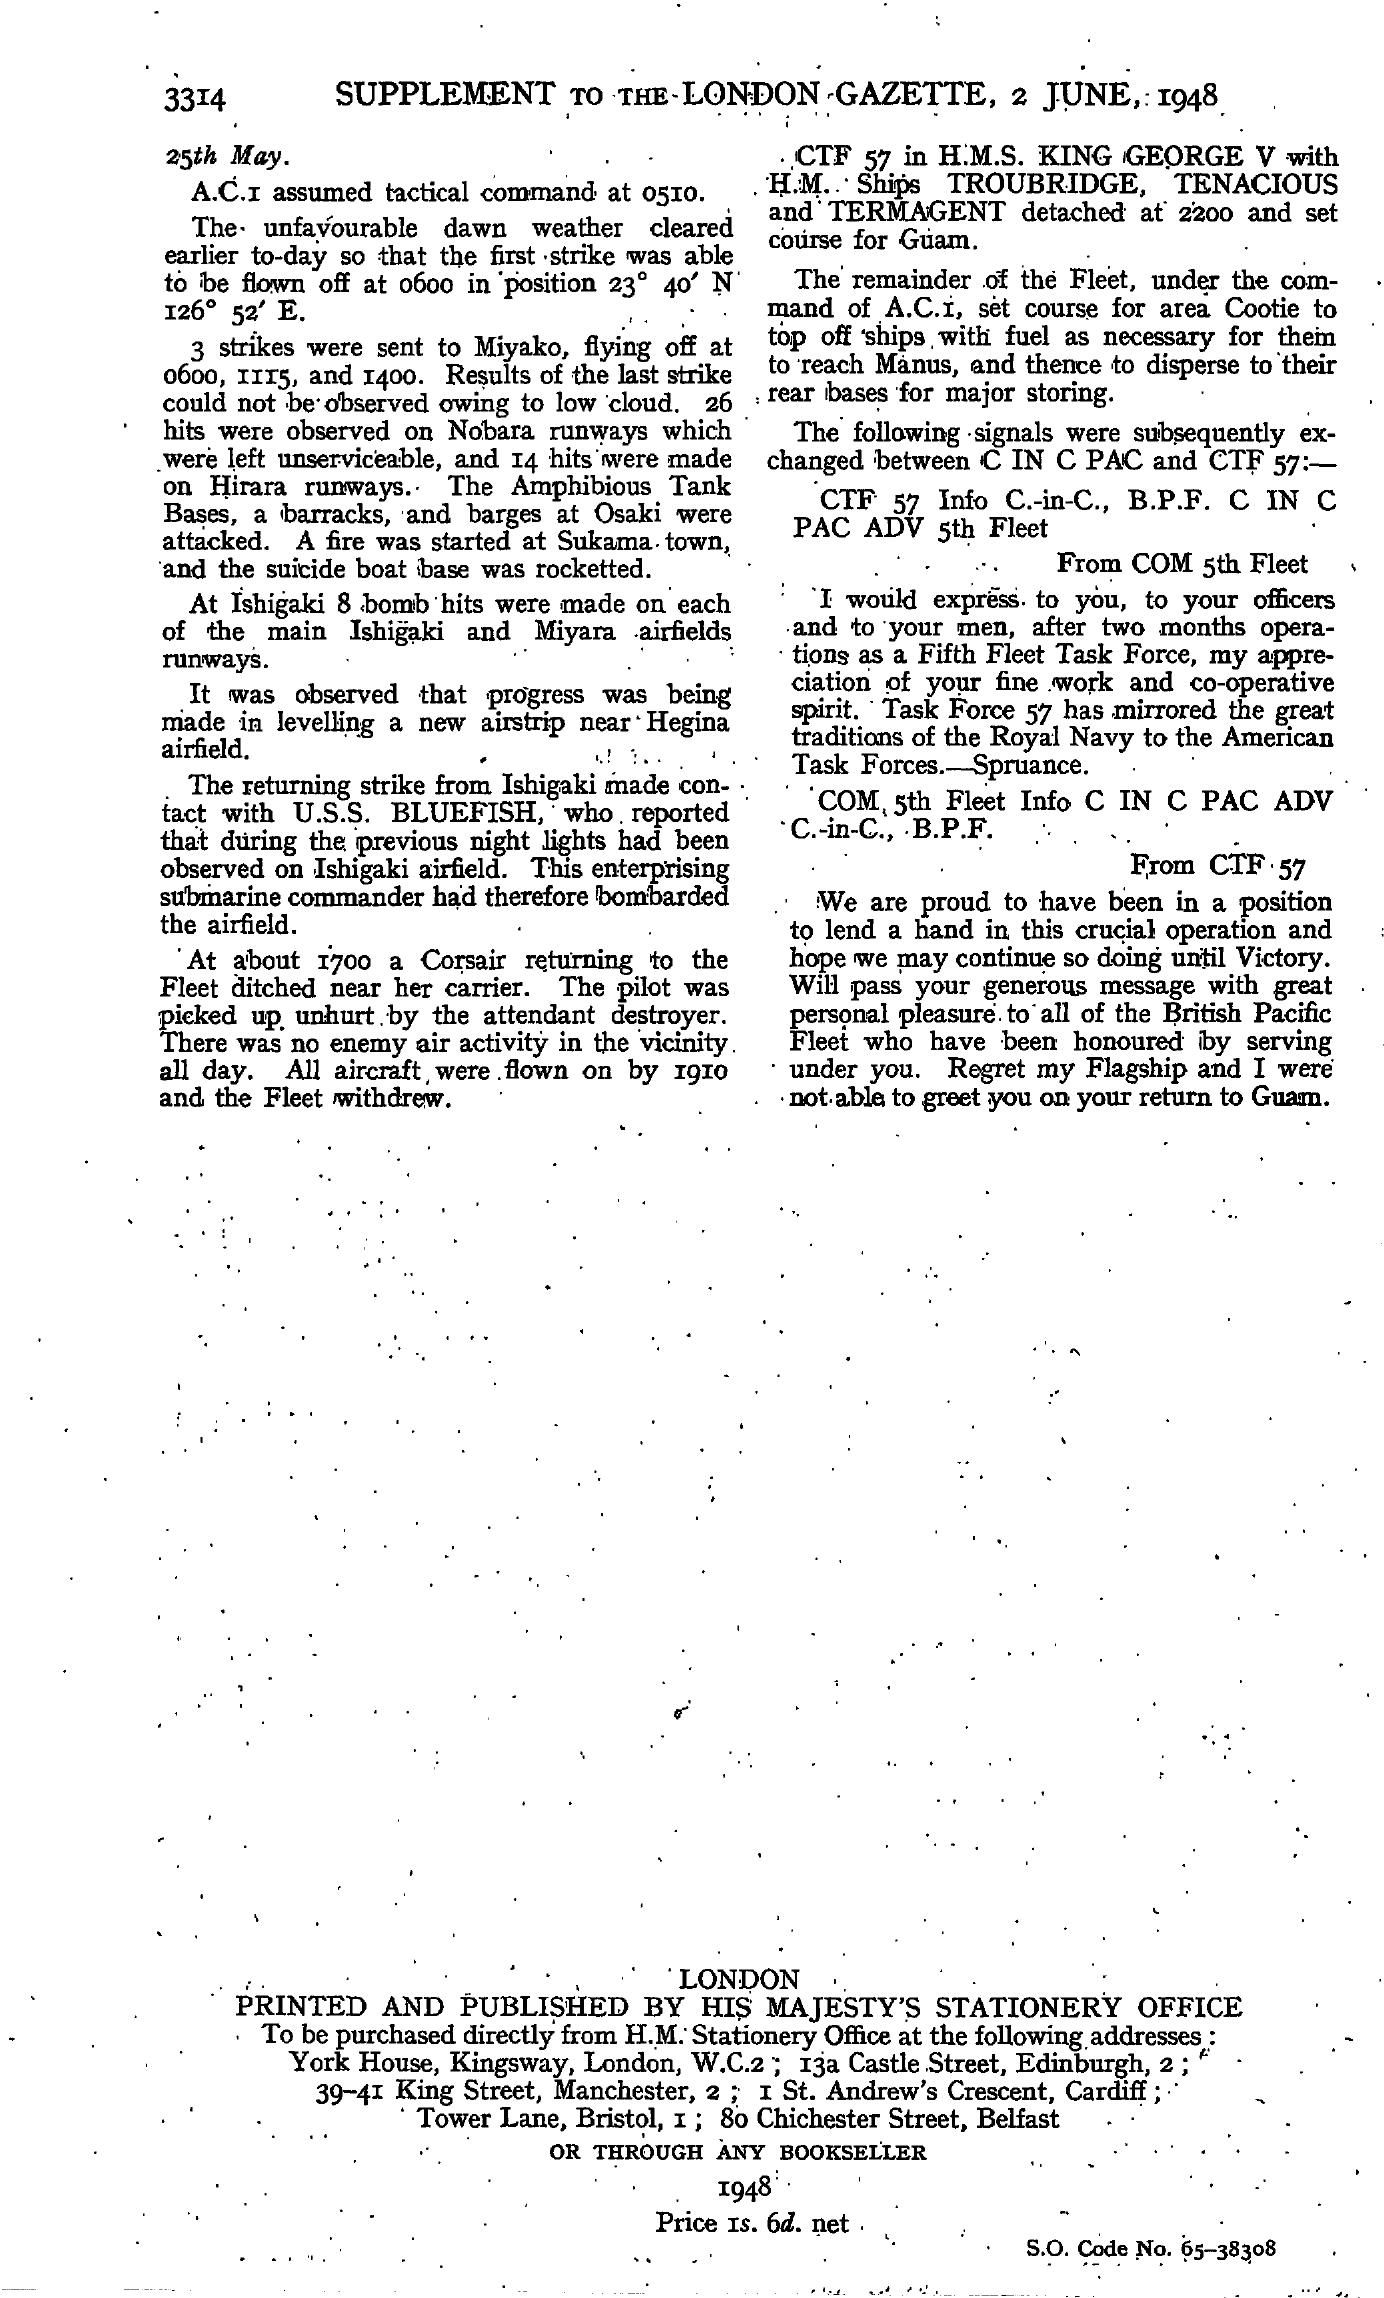 3314 SUPPLEMENT TO THE LONDON GAZETTE, 2 JUNE, 1948
25th May.
A.C.1 assumed tactical command at 0510.
The unfavourable dawn weather cleared
earlier to-day so that the first strike was able
to be flown off at 0600 in position 23° 40′ N
126° 52′ E.
3 strikes were sent to Miyako, flying off at
0600, 1115, and 1400. Results of the last strike
could not be observed owing to low cloud. 26
hits were observed on Nobara runways which
were left unserviceable, and 14 hits were made
on Hirara runways. The Amphibious Tank
Bases, a barracks, and barges at Osaki were
attacked. A fire was started at Sukama town,
and the suicide boat base was rocketted.
At Ishigaki 8 bomb hits were made on each
of the main Ishigaki and Miyara airfields
runways.
It was observed that progress was being
made in levelling a new airstrip near Hegina
airfield.
The returning strike from Ishigaki made con-
tact with U.S.S. BLUEFISH, who reported
that during the previous night lights had been
observed on Ishigaki airfield. This enterprising
submarine commander had therefore bombarded
the airfield.
At about 1700 a Corsair returning to the
Fleet ditched near her carrier. The pilot was
picked up unhurt by the attendant destroyer.
There was no enemy air activity in the vicinity
all day. All aircraft were flown on by 1910
and the Fleet withdrew.
CTF 57 in H.M.S. KING GEORGE V with
H.M. Ships TROUBRIDGE, TENACIOUS
and TERMAGENT detached at 2200 and set
course for Guam.
The remainder of the Fleet, under the com-
mand of A.C.1, set course for area Cootie to
top off ships with fuel as necessary for them
to reach Manus, and thence to disperse to their
rear bases for major storing.
The following signals were subsequently ex-
changed between C IN C PAC and CTF 57:—
CTF 57 Info C.-in-C., B.P.F. C IN C
PAC ADV 5th Fleet
From COM 5th Fleet
I would express to you, to your officers
and to your men, after two months opera-
tions as a Fifth Fleet Task Force, my appre-
ciation of your fine work and co-operative
spirit. Task Force 57 has mirrored the great
traditions of the Royal Navy to the American
Task Forces.—Spruance.
COM 5th Fleet Info C IN C PAC ADV
C.-in-C., B.P.F.
From CTF 57
We are proud to have been in a position
to lend a hand in this crucial operation and
hope we may continue so doing until Victory.
Will pass your generous message with great
personal pleasure to all of the British Pacific
Fleet who have been honoured by serving
under you. Regret my Flagship and I were
not able to greet you on your return to Guam.
LONDON
PRINTED AND PUBLISHED BY HIS MAJESTY'S STATIONERY OFFICE
To be purchased directly from H.M. Stationery Office at the following addresses :
York House, Kingsway, London, W.C.2 ; 13a Castle Street, Edinburgh, 2 ;
39–41 King Street, Manchester, 2 ; 1 St. Andrew's Crescent, Cardiff ;
Tower Lane, Bristol, 1 ; 80 Chichester Street, Belfast
OR THROUGH ANY BOOKSELLER
1948
Price 1s. 6d. net
S.O. Code No. 65–38308